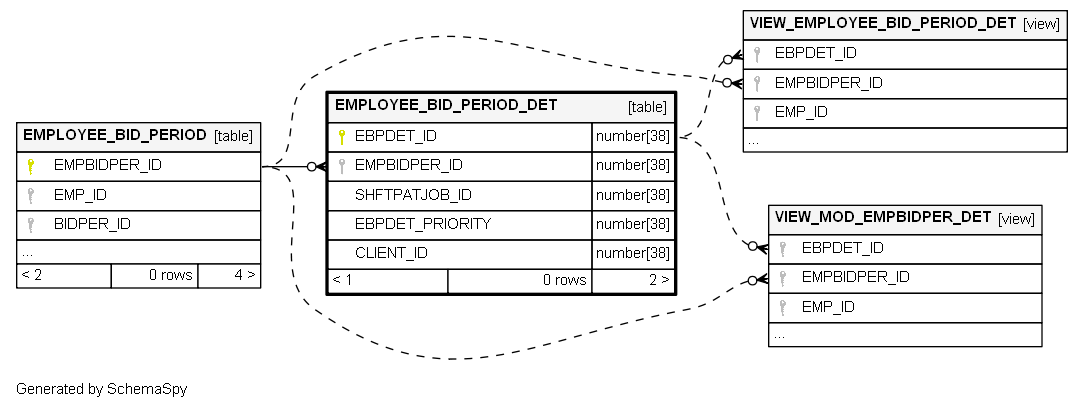 VIEW_EMPLOYEE_BID_PERIOD_DET [view]
EBPDET_ID
EMPBIDPER_ID
EMP_ID
...
EMPLOYEE_BID_PERIOD_DET [table]
EBPDET_ID number[38]
EMPBIDPER_ID number[38]
SHFTPATJOB_ID number[38]
EBPDET_PRIORITY number[38]
CLIENT_ID number[38]
< 1 0 rows 2 >
EMPLOYEE_BID_PERIOD [table]
EMPBIDPER_ID
EMP_ID
BIDPER_ID
...
< 2 0 rows 4 >
VIEW_MOD_EMPBIDPER_DET [view]
EBPDET_ID
EMPBIDPER_ID
EMP_ID
...
Generated by SchemaSpy